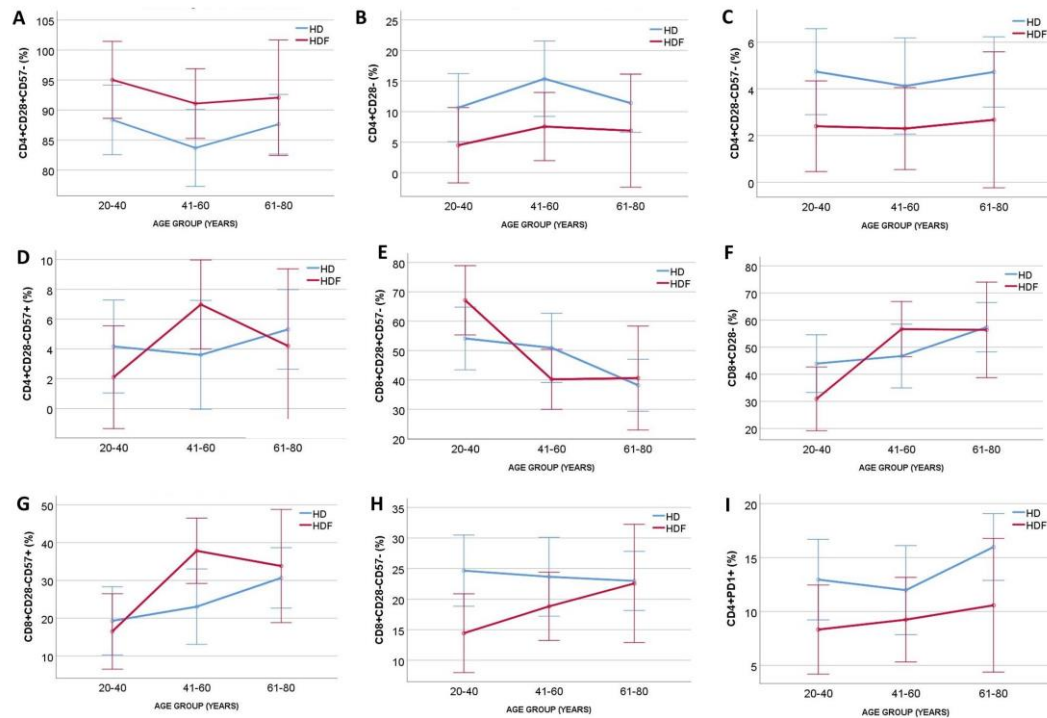 A
CD4+CD28+CD57- (%)
105
100
95
90
85
80
HD
HDF
20-40 41-60 61-80
AGE GROUP (YEARS)
B
CD4+CD28- (%)
25
20
15
10
5
0
HD
HDF
20-40 41-60 61-80
AGE GROUP (YEARS)
C
CD4+CD28-CD57- (%)
6
4
2
0
HD
HDF
20-40 41-60 61-80
AGE GROUP (YEARS)
D
CD4+CD28-CD57+ (%)
10
8
6
4
2
0
HD
HDF
20-40 41-60 61-80
AGE GROUP (YEARS)
E
CD8+CD28+CD57- (%)
80
70
60
50
40
30
20
HD
HDF
20-40 41-60 61-80
AGE GROUP (YEARS)
F
CD8+CD28- (%)
80
70
60
50
40
30
20
HD
HDF
20-40 41-60 61-80
AGE GROUP (YEARS)
G
CD8+CD28-CD57+ (%)
50
40
30
20
10
HD
HDF
20-40 41-60 61-80
AGE GROUP (YEARS)
H
CD8+CD28-CD57- (%)
35
30
25
20
15
10
HD
HDF
20-40 41-60 61-80
AGE GROUP (YEARS)
I
CD4+PD1+ (%)
20
15
10
5
HD
HDF
20-40 41-60 61-80
AGE GROUP (YEARS)